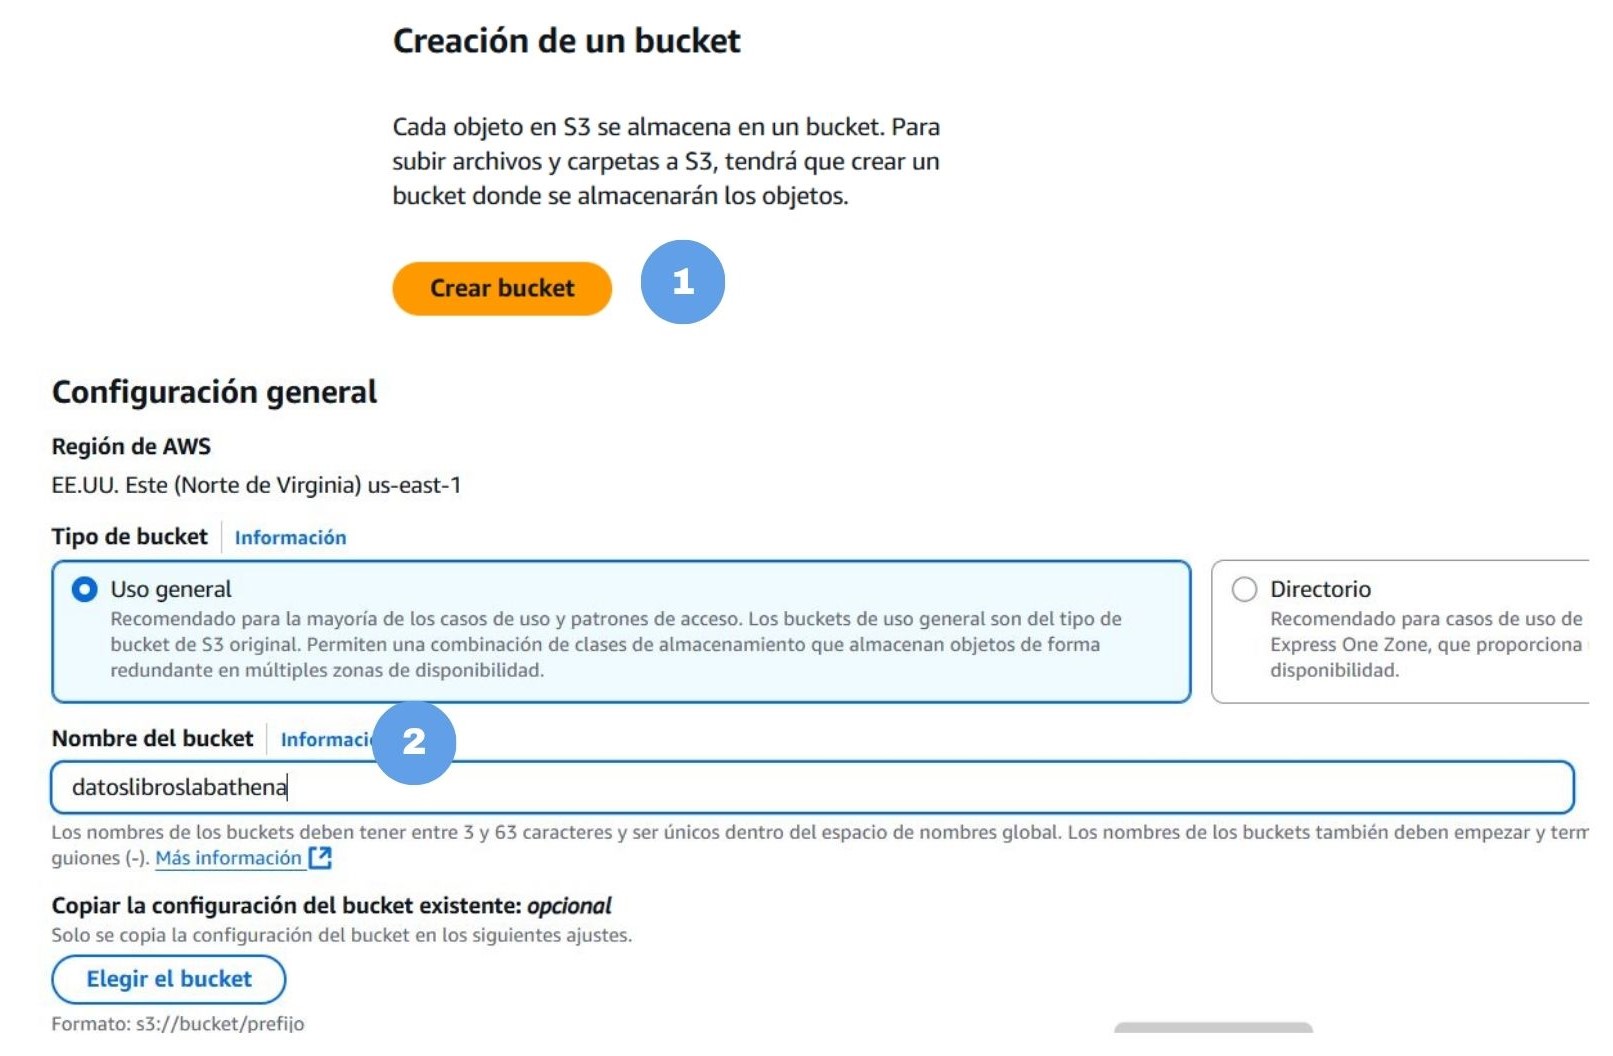 Creación de un bucket
Cada objeto en S3 se almacena en un bucket. Para
subir archivos y carpetas a S3, tendrá que crear un
bucket donde se almacenarán los objetos.
Crear bucket
1
Configuración general
Región de AWS
EE.UU. Este (Norte de Virginia) us-east-1
Tipo de bucket Información
Uso general
Recomendado para la mayoría de los casos de uso y patrones de acceso. Los buckets de uso general son del tipo de
bucket de S3 original. Permiten una combinación de clases de almacenamiento que almacenan objetos de forma
redundante en múltiples zonas de disponibilidad.
Directorio
Recomendado para casos de uso de
Express One Zone, que proporciona
disponibilidad.
Nombre del bucket Informaci
2
datoslibroslabathena
Los nombres de los buckets deben tener entre 3 y 63 caracteres y ser únicos dentro del espacio de nombres global. Los nombres de los buckets también deben empezar y term
guiones (-). Más información
Copiar la configuración del bucket existente: opcional
Solo se copia la configuración del bucket en los siguientes ajustes.
Elegir el bucket
Formato: s3://bucket/prefijo